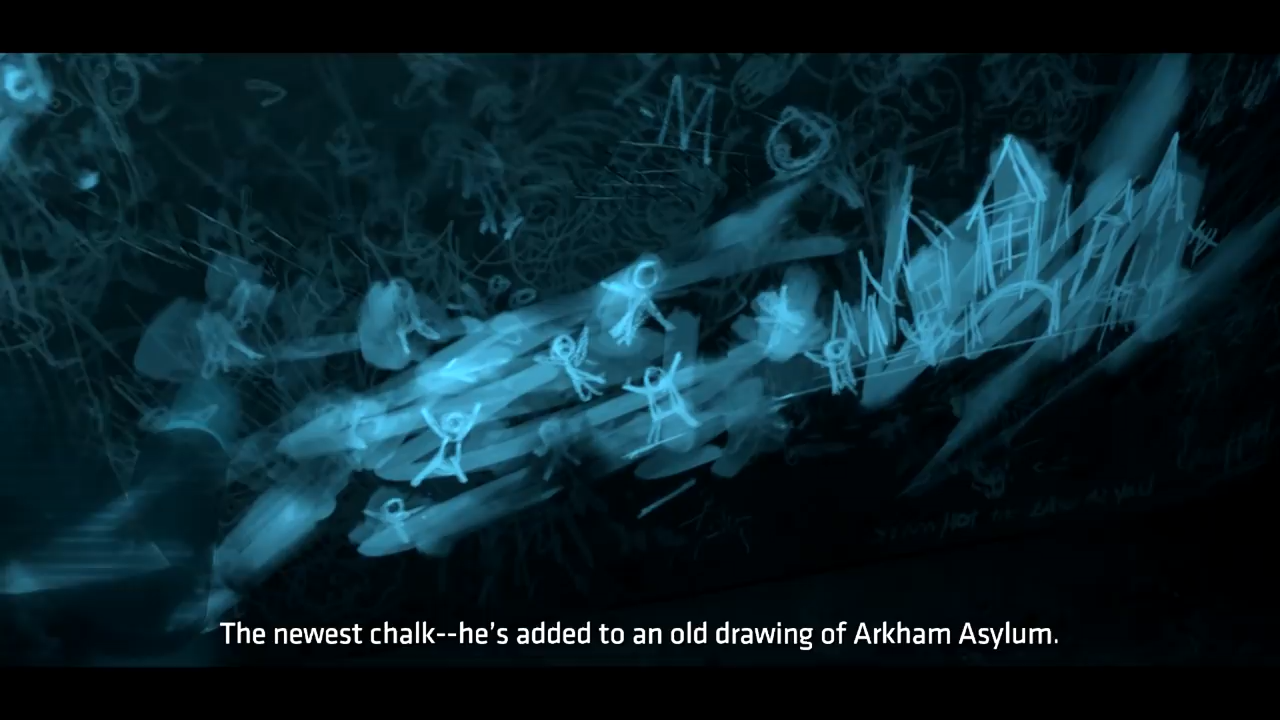 The newest chalk--he's added to an old drawing of Arkham Asylum.